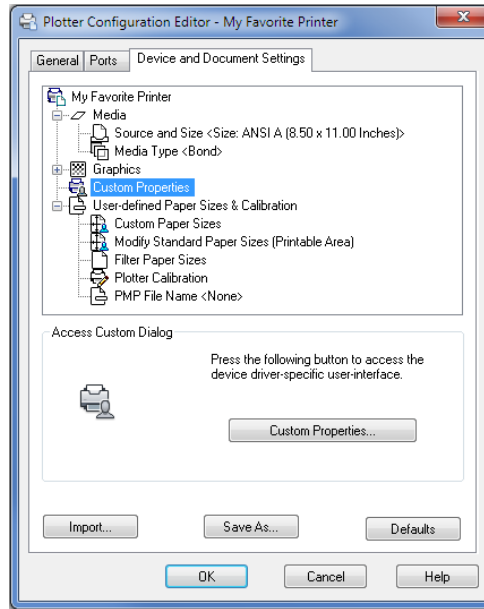 Plotter Configuration Editor - My Favorite Printer
General Ports Device and Document Settings
My Favorite Printer
Media
Source and Size <Size: ANSI A (8.50 x 11.00 Inches)>
Media Type <Bond>
Graphics
Custom Properties
User-defined Paper Sizes & Calibration
Custom Paper Sizes
Modify Standard Paper Sizes (Printable Area)
Filter Paper Sizes
Plotter Calibration
PMP File Name <None>
Access Custom Dialog
Press the following button to access the
device driver-specific user-interface.
Custom Properties...
Import... Save As... Defaults
OK Cancel Help